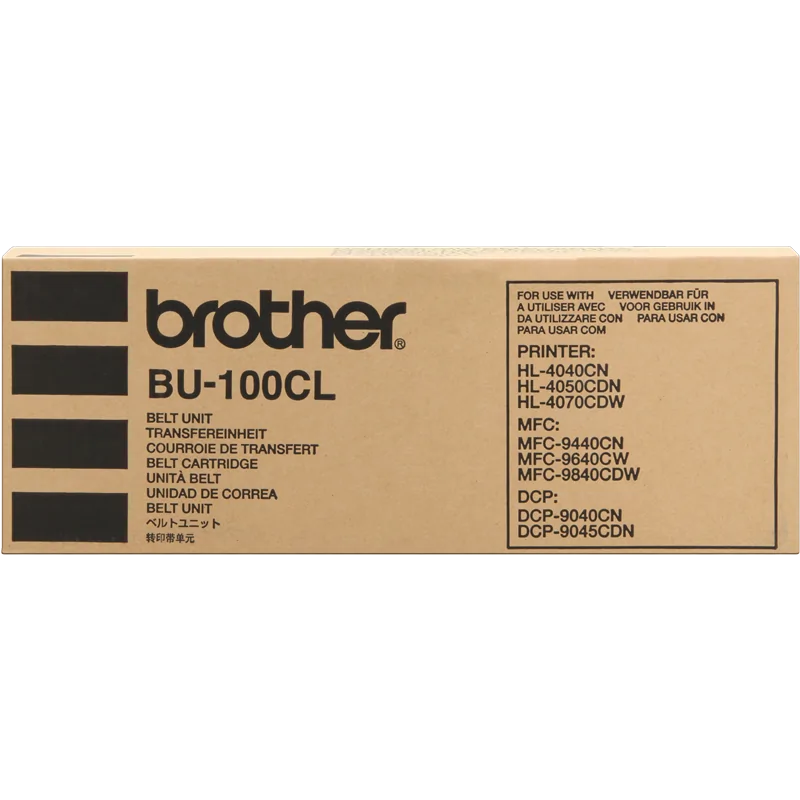 brother®
BU-100CL
BELT UNIT
TRANSFEREINHEIT
COURROIE DE TRANSFERT
BELT CARTRIDGE
UNITÀ BELT
UNIDAD DE CORREA
BELT UNIT
ベルトユニット
转印带单元
FOR USE WITH VERWENDBAR FÜR
A UTILISER AVEC VOOR GEBRUIK IN
DA UTILIZZARE CON PARA USAR CON
PARA USAR COM
PRINTER:
HL-4040CN
HL-4050CDN
HL-4070CDW
MFC:
MFC-9440CN
MFC-9640CW
MFC-9840CDW
DCP:
DCP-9040CN
DCP-9045CDN